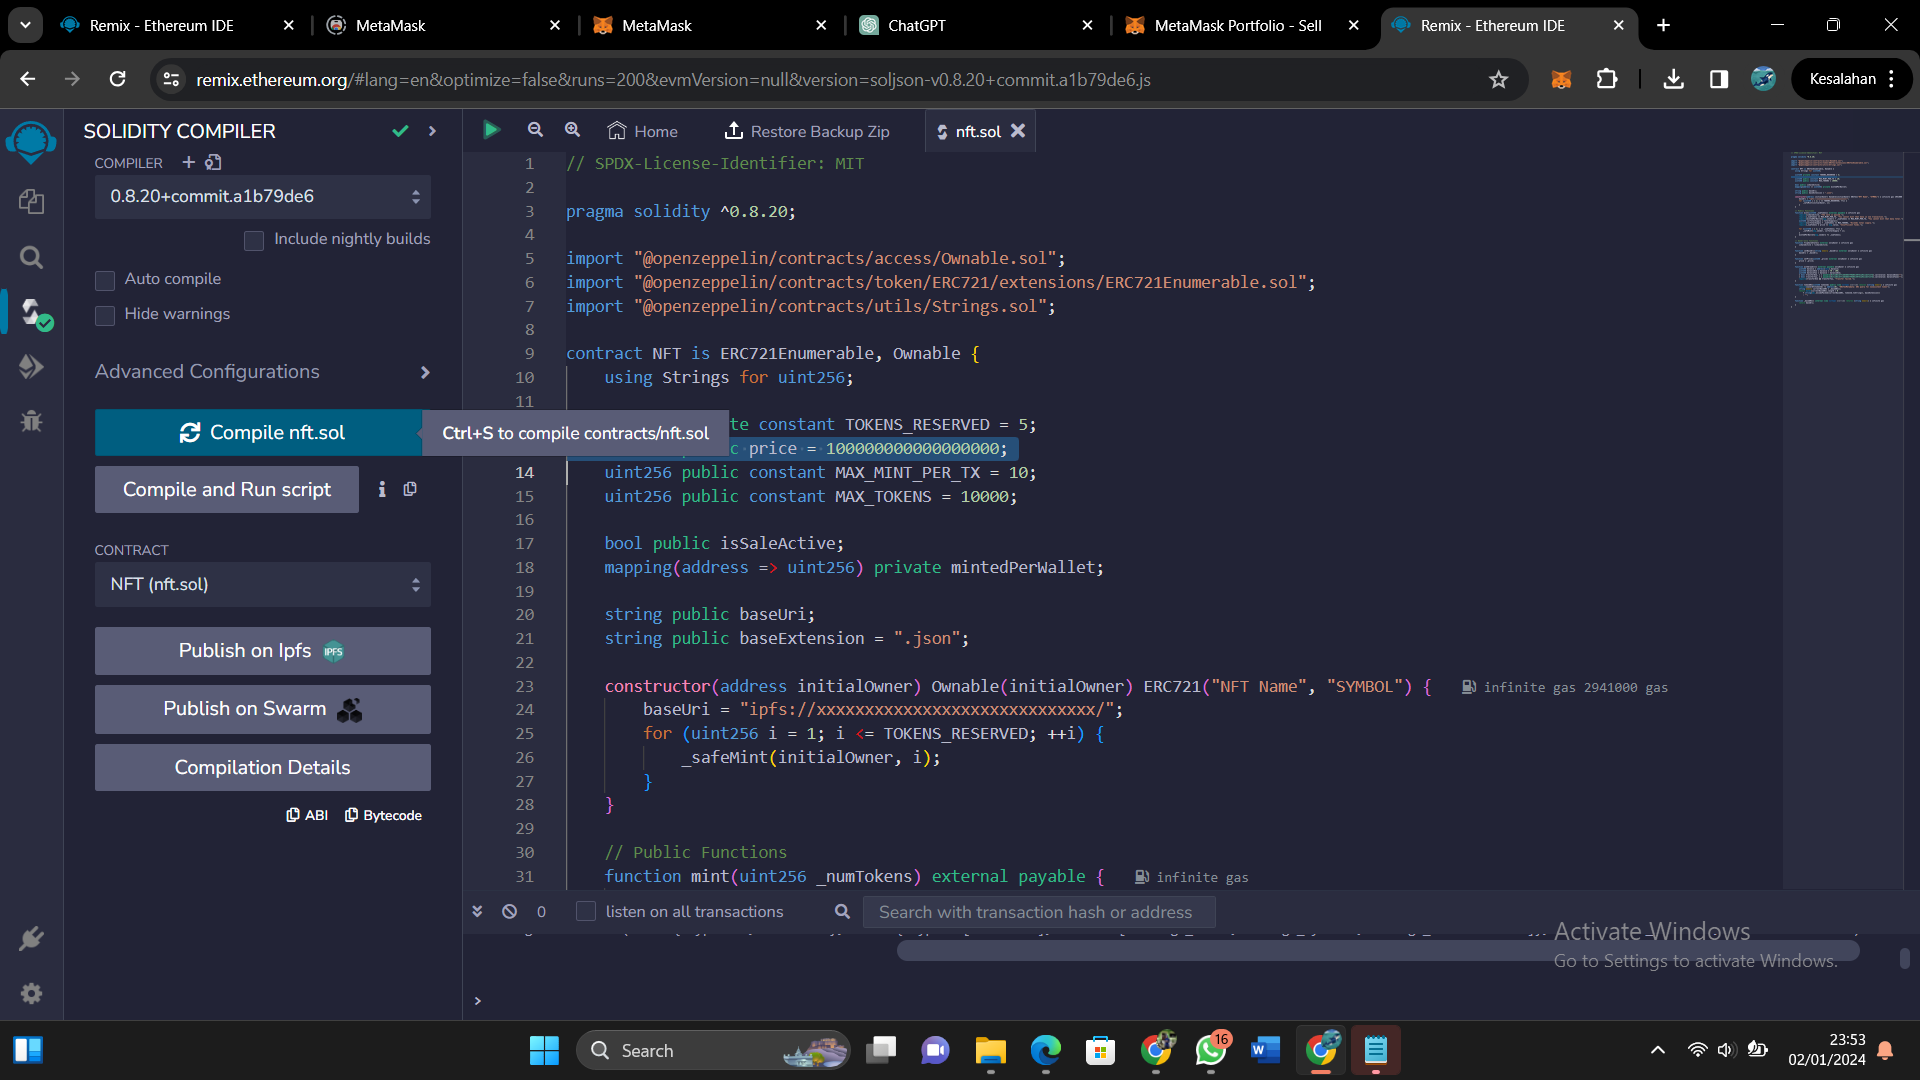 Remix - Ethereum IDE
MetaMask
MetaMask
ChatGPT
MetaMask Portfolio - Sell
Remix - Ethereum IDE
remix.ethereum.org/#lang=en&optimize=false&runs=200&evmVersion=null&version=soljson-v0.8.20+commit.a1b79de6.js
Kesalahan
SOLIDITY COMPILER
COMPILER
0.8.20+commit.a1b79de6
Include nightly builds
Auto compile
Hide warnings
Advanced Configurations
Compile nft.sol
Ctrl+S to compile contracts/nft.sol
Compile and Run script
CONTRACT
NFT (nft.sol)
Publish on Ipfs
IPFS
Publish on Swarm
Compilation Details
ABI
Bytecode
Home
Restore Backup Zip
nft.sol
1 // SPDX-License-Identifier: MIT
2
3 pragma solidity ^0.8.20;
4
5 import "@openzeppelin/contracts/access/Ownable.sol";
6 import "@openzeppelin/contracts/token/ERC721/extensions/ERC721Enumerable.sol";
7 import "@openzeppelin/contracts/utils/Strings.sol";
8
9 contract NFT is ERC721Enumerable, Ownable {
10 using Strings for uint256;
11
te constant TOKENS_RESERVED = 5;
c price = 1000000000000000000;
14 uint256 public constant MAX_MINT_PER_TX = 10;
15 uint256 public constant MAX_TOKENS = 10000;
16
17 bool public isSaleActive;
18 mapping(address => uint256) private mintedPerWallet;
19
20 string public baseUri;
21 string public baseExtension = ".json";
22
23 constructor(address initialOwner) Ownable(initialOwner) ERC721("NFT Name", "SYMBOL") { infinite gas 2941000 gas
24 baseUri = "ipfs://xxxxxxxxxxxxxxxxxxxxxxxxxxxxx/";
25 for (uint256 i = 1; i <= TOKENS_RESERVED; ++i) {
26 _safeMint(initialOwner, i);
27 }
28 }
29
30 // Public Functions
31 function mint(uint256 _numTokens) external payable { infinite gas
0
listen on all transactions
Search with transaction hash or address
>
Activate Windows
Go to Settings to activate Windows.
Search
16
23:53
02/01/2024